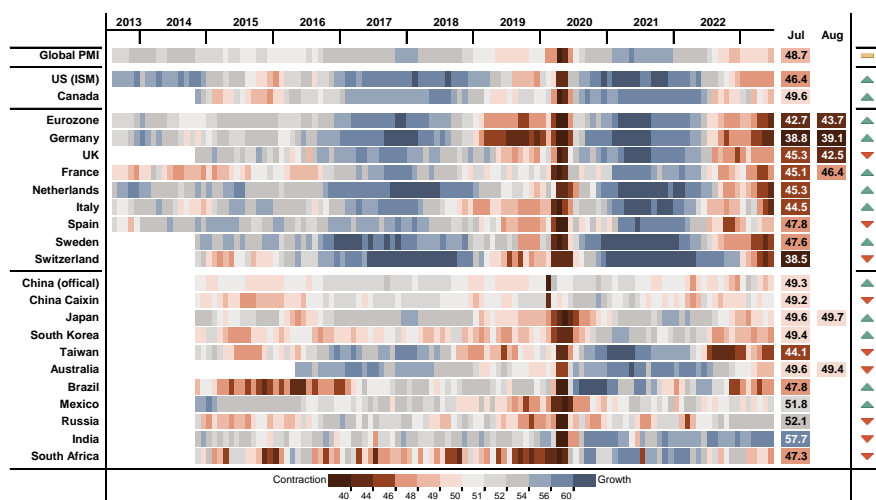 2013 2014 2015 2016 2017 2018 2019 2020 2021 2022
Jul Aug
Global PMI 48.7
US (ISM) 46.4
Canada 49.6
Eurozone 42.7 43.7
Germany 38.8 39.1
UK 45.3 42.5
France 45.1 46.4
Netherlands 45.3
Italy 44.5
Spain 47.8
Sweden 47.6
Switzerland 38.5
China (offical) 49.3
China Caixin 49.2
Japan 49.6 49.7
South Korea 49.4
Taiwan 44.1
Australia 49.6 49.4
Brazil 47.8
Mexico 51.8
Russia 52.1
India 57.7
South Africa 47.3
Contraction Growth
40 44 46 48 49 50 51 52 54 56 60